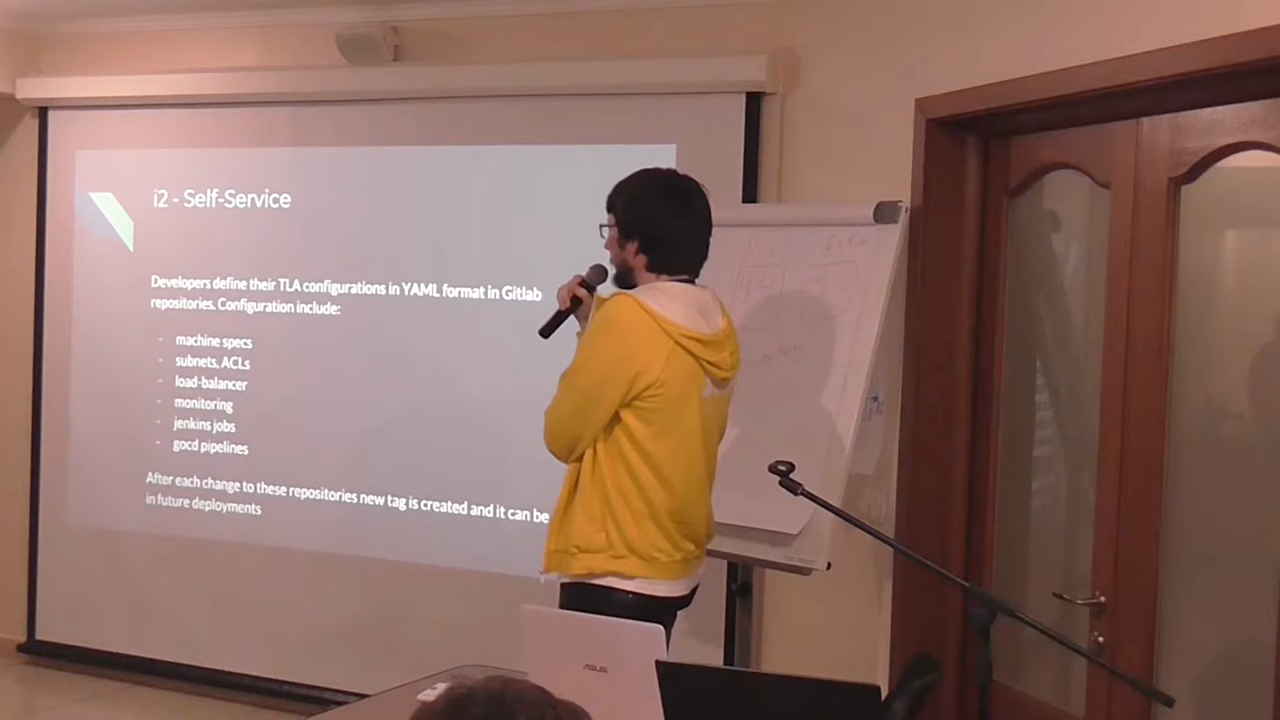 i2 - Self-Service
Developers define their TLA configurations in YAML format in Gitlab
repositories. Configuration include:
- machine specs
- subnets, ACLs
- load-balancer
- monitoring
- jenkins jobs
- gocd pipelines
After each change to these repositories new tag is created and it can be
in future deployments
ASUS